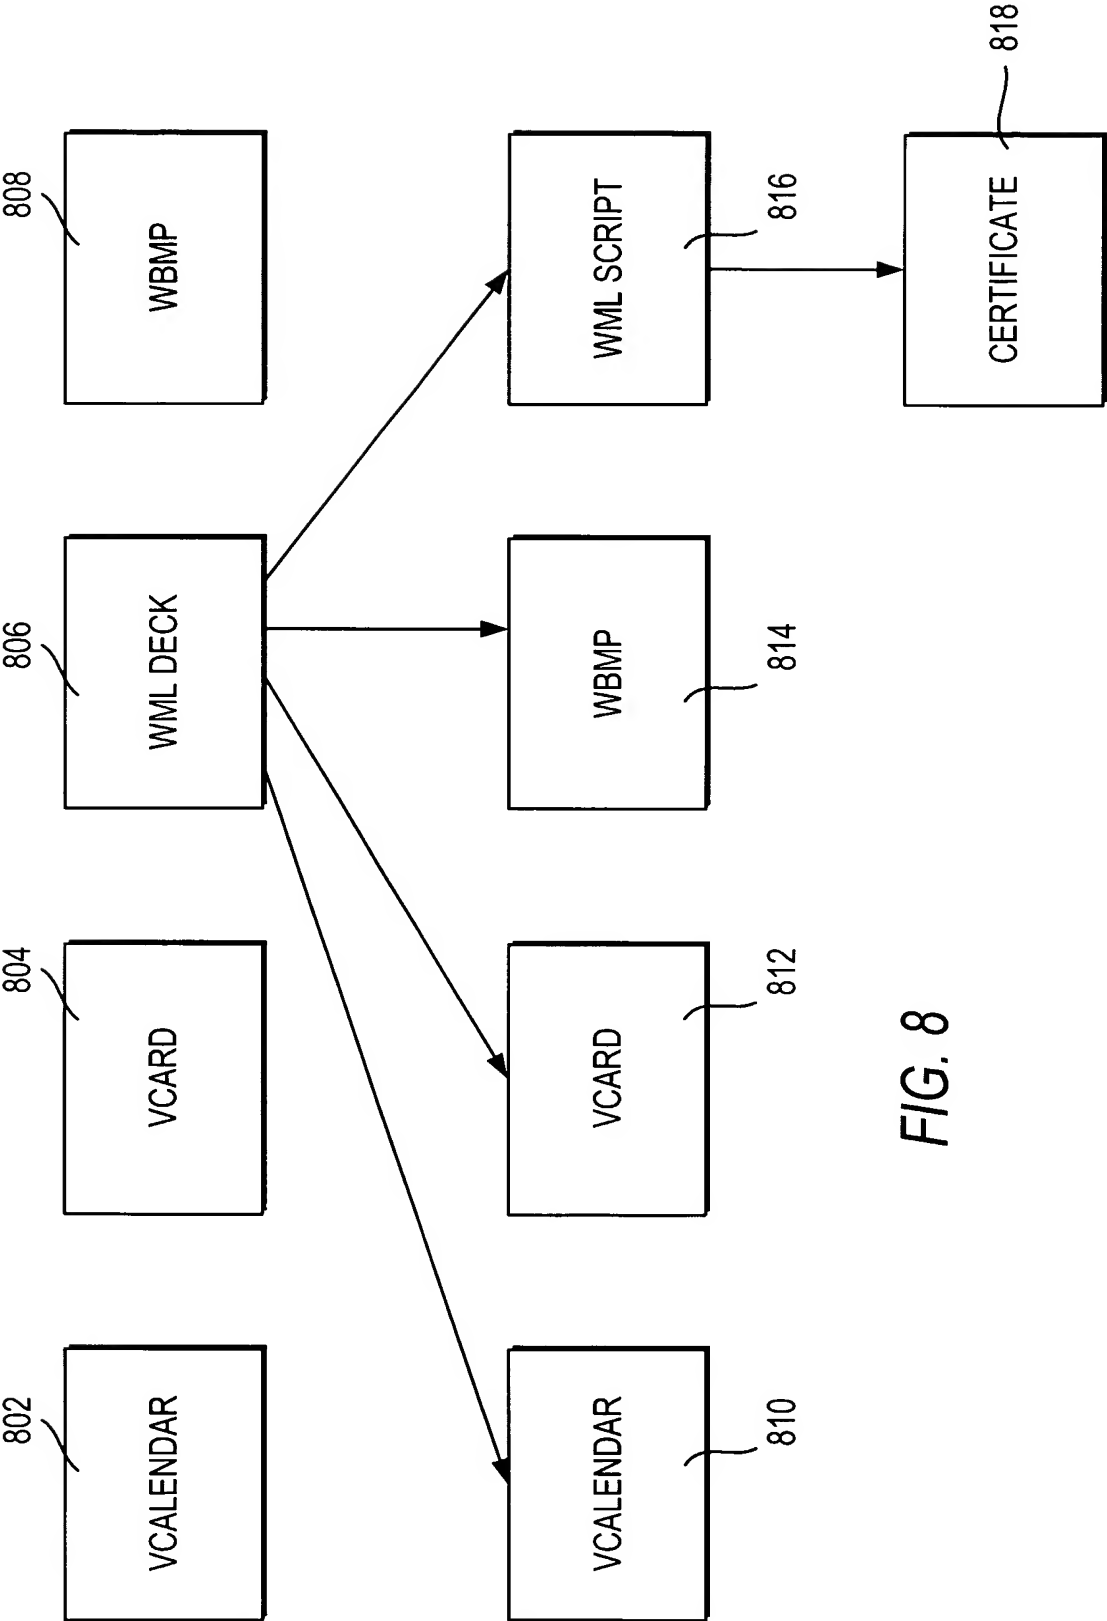 802
804
806
808
VCALENDAR
VCARD
WML DECK
WBMP
VCALENDAR
VCARD
WBMP
WML SCRIPT
810
812
814
816
CERTIFICATE
818
FIG. 8